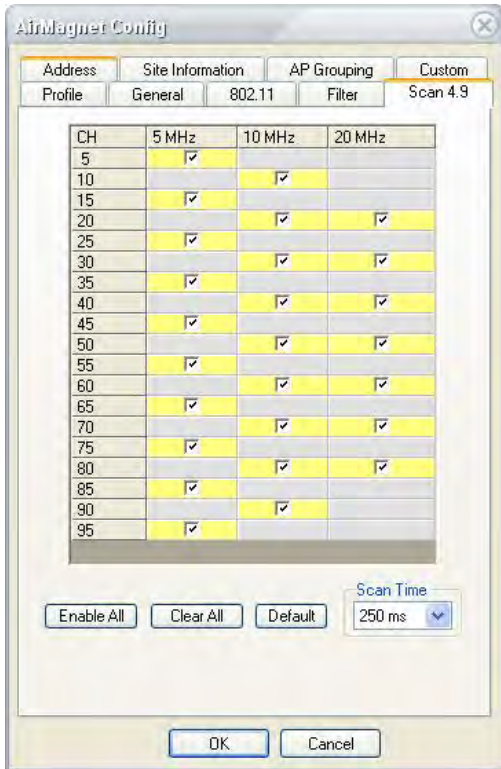 AirMagnet Config
Address Site Information AP Grouping Custom
Profile General 802.11 Filter Scan 4.9
CH 5 MHz 10 MHz 20 MHz
5
10
15
20
25
30
35
40
45
50
55
60
65
70
75
80
85
90
95
Scan Time
Enable All Clear All Default 250 ms
OK Cancel